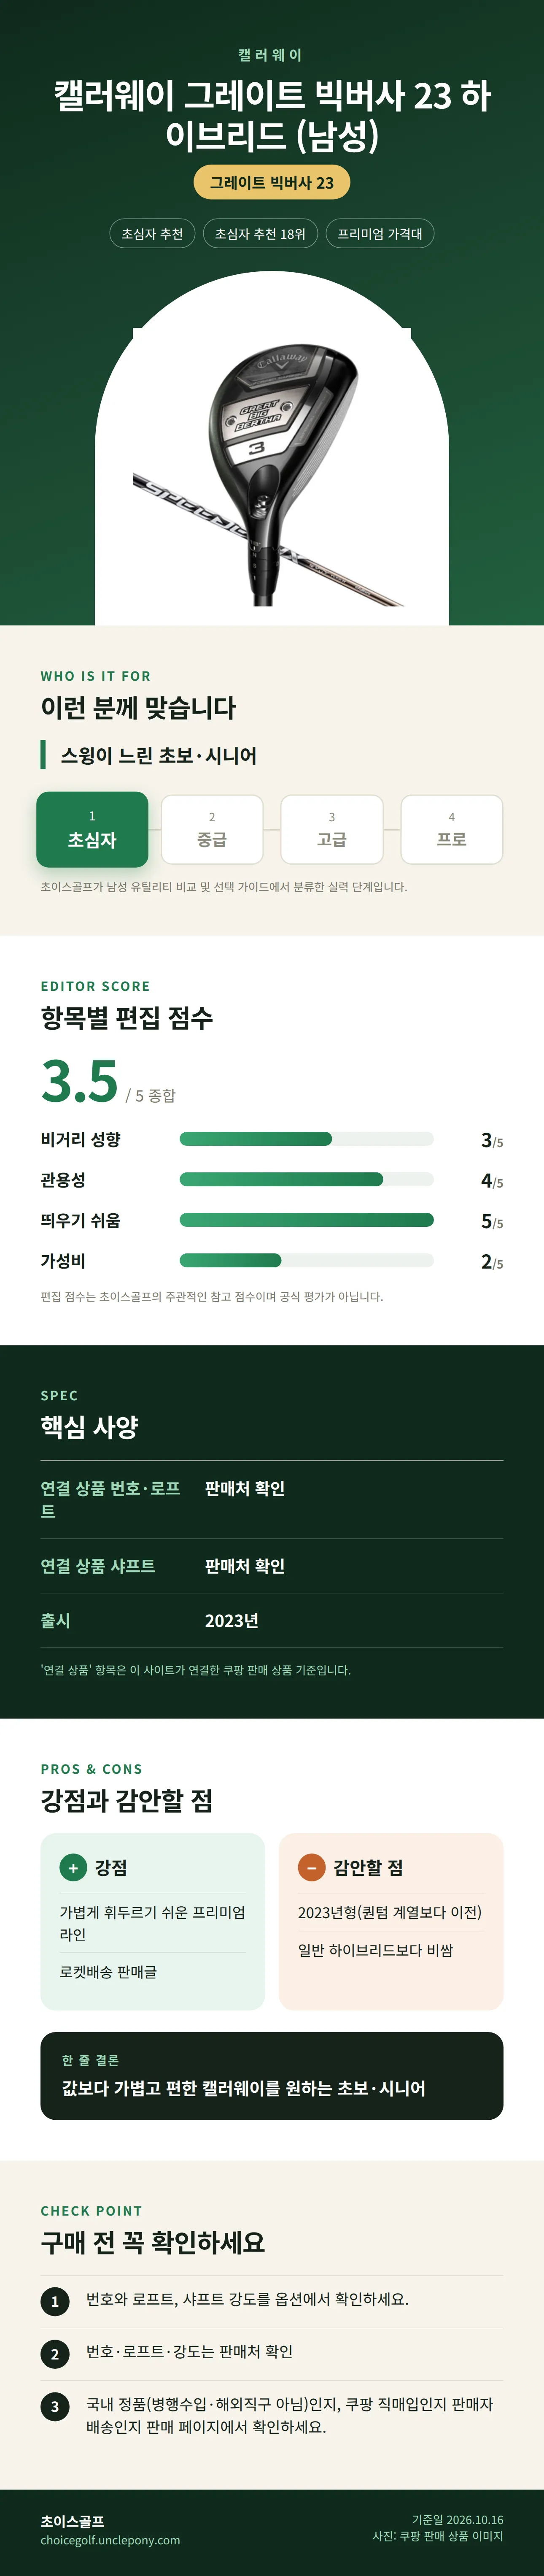 캘러웨이
캘러웨이 그레이트 빅버사 23 하
이브리드 (남성)
그레이트 빅버사 23
초심자 추천
초심자 추천 18위
프리미엄 가격대
Callaway
GREAT
BIG
BERTHA
3
WHO IS IT FOR
이런 분께 맞습니다
스윙이 느린 초보·시니어
1
초심자
2
중급
3
고급
4
프로
초이스골프가 남성 유틸리티 비교 및 선택 가이드에서 분류한 실력 단계입니다.
EDITOR SCORE
항목별 편집 점수
3.5 / 5 종합
비거리 성향 3/5
관용성 4/5
띄우기 쉬움 5/5
가성비 2/5
편집 점수는 초이스골프의 주관적인 참고 점수이며 공식 평가가 아닙니다.
SPEC
핵심 사양
연결 상품 번호·로프
트
판매처 확인
연결 상품 샤프트 판매처 확인
출시 2023년
'연결 상품' 항목은 이 사이트가 연결한 쿠팡 판매 상품 기준입니다.
PROS & CONS
강점과 감안할 점
+ 강점
가볍게 휘두르기 쉬운 프리미엄
라인
로켓배송 판매글
− 감안할 점
2023년형(퀀텀 계열보다 이전)
일반 하이브리드보다 비쌈
한 줄 결론
값보다 가볍고 편한 캘러웨이를 원하는 초보·시니어
CHECK POINT
구매 전 꼭 확인하세요
1 번호와 로프트, 샤프트 강도를 옵션에서 확인하세요.
2 번호·로프트·강도는 판매처 확인
3 국내 정품(병행수입·해외직구 아님)인지, 쿠팡 직매입인지 판매자
배송인지 판매 페이지에서 확인하세요.
초이스골프
choicegolf.unclepony.com
기준일 2026.10.16
사진: 쿠팡 판매 상품 이미지